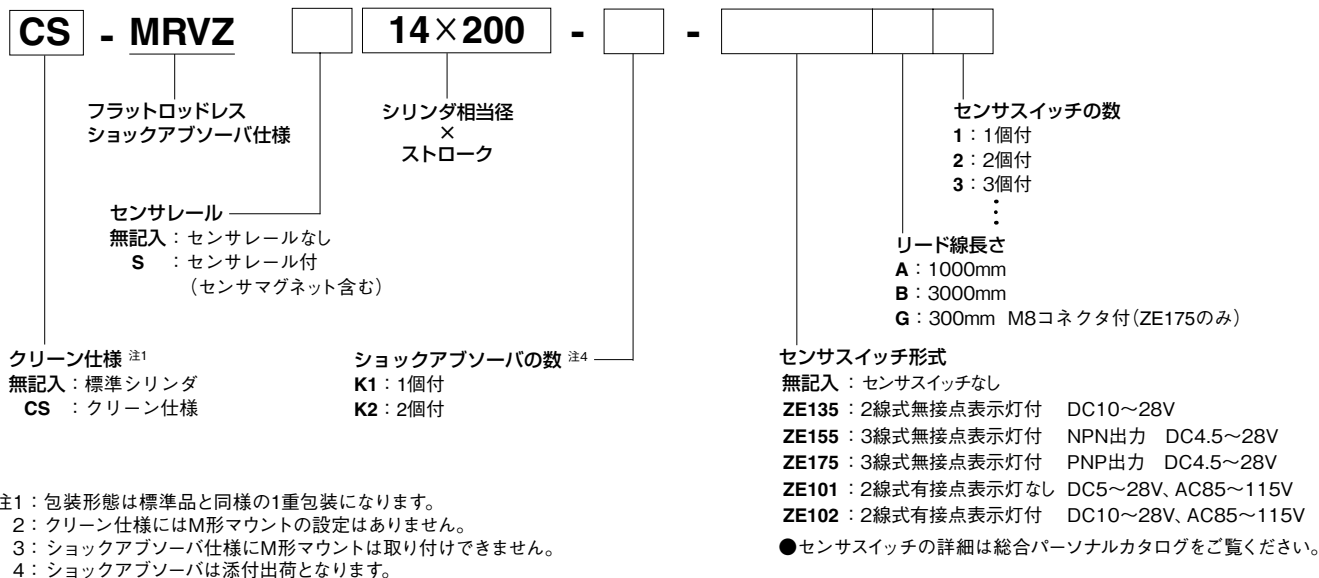 CS - MRVZ 14×200 - -
フラットロッドレス
ショックアブソーバ仕様
シリンダ相当径
×
ストローク
センサスイッチの数
1：1個付
2：2個付
3：3個付
⋮
センサレール
無記入：センサレールなし
S ：センサレール付
（センサマグネット含む）
リード線長さ
A：1000mm
B：3000mm
G：300mm M8コネクタ付（ZE175のみ）
クリーン仕様 注1
無記入：標準シリンダ
CS ：クリーン仕様
ショックアブソーバの数 注4
K1：1個付
K2：2個付
センサスイッチ形式
無記入：センサスイッチなし
ZE135：2線式無接点表示灯付 DC10～28V
ZE155：3線式無接点表示灯付 NPN出力 DC4.5～28V
ZE175：3線式無接点表示灯付 PNP出力 DC4.5～28V
ZE101：2線式有接点表示灯なし DC5～28V、AC85～115V
ZE102：2線式有接点表示灯付 DC10～28V、AC85～115V
●センサスイッチの詳細は総合パーソナルカタログをご覧ください。
注1：包装形態は標準品と同様の1重包装になります。
2：クリーン仕様にはM形マウントの設定はありません。
3：ショックアブソーバ仕様にM形マウントは取り付けできません。
4：ショックアブソーバは添付出荷となります。